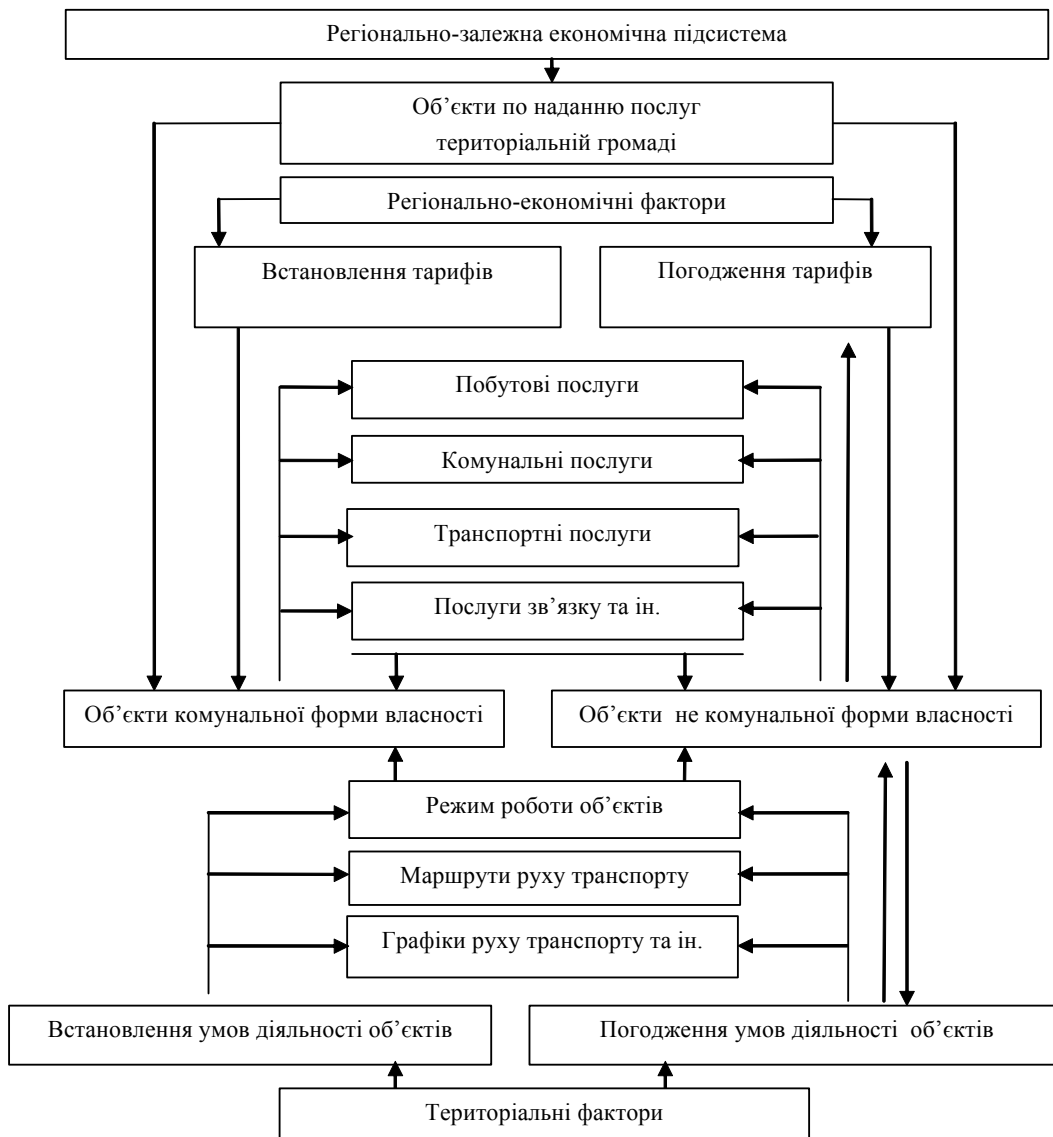 Регіонально-залежна економічна підсистема
Об’єкти по наданню послуг
територіальній громаді
Регіонально-економічні фактори
Встановлення тарифів
Погодження тарифів
Побутові послуги
Комунальні послуги
Транспортні послуги
Послуги зв’язку та ін.
Об’єкти комунальної форми власності
Об’єкти не комунальної форми власності
Режим роботи об’єктів
Маршрути руху транспорту
Графіки руху транспорту та ін.
Встановлення умов діяльності об’єктів
Погодження умов діяльності об’єктів
Територіальні фактори